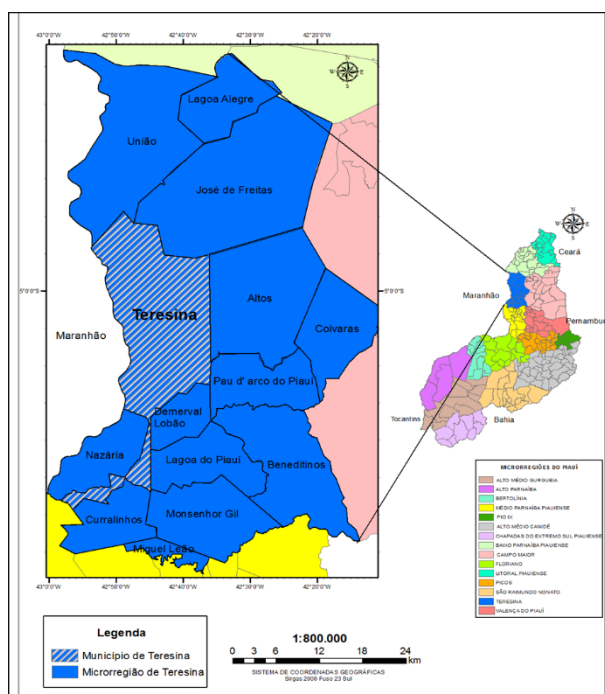 43°0'0"S
42°50'0"S
42°40'0"S
42°30'0"S
42°20'0"S
N
W
E
S
Lagoa Alegre
União
José de Freitas
5°0'0"S
Teresina
Altos
Maranhão
Coivaras
Pau d' arco do Piauí
Demerval
Lobão
Nazária
Lagoa do Piauí
Beneditinos
Curralinhos
Monsenhor Gil
Miguel Leão
43°0'0"S
42°50'0"S
42°40'0"S
42°30'0"S
42°20'0"S
N
W
E
S
Ceará
Maranhão
5°0'0"S
Pernambuco
Tocantins
Bahia
MICRORREGIÕES DO PIAUÍ
ALTO MÉDIO GURGUEIA
ALTO PARNAÍBA
BERTOLÍNIA
MÉDIO PARNAÍBA PIAUIENSE
PIO IX
ALTO MÉDIO CANIDÉ
CHAPADAS DO EXTREMO SUL PIAUIENSE
BAIXO PARNAÍBA PIAUIENSE
CAMPO MAIOR
FLORIANO
LITORAL PIAUIENSE
PICOS
SÃO RAIMUNDO NONATO
TERESINA
VALENÇA DO PIAUÍ
Legenda
Município de Teresina
Microrregião de Teresina
1:800.000
0 3 6 12 18 24
km
SISTEMA DE COORDENADAS GEOGRÁFICAS
Sirgas 2000 Fuso 23 Sul